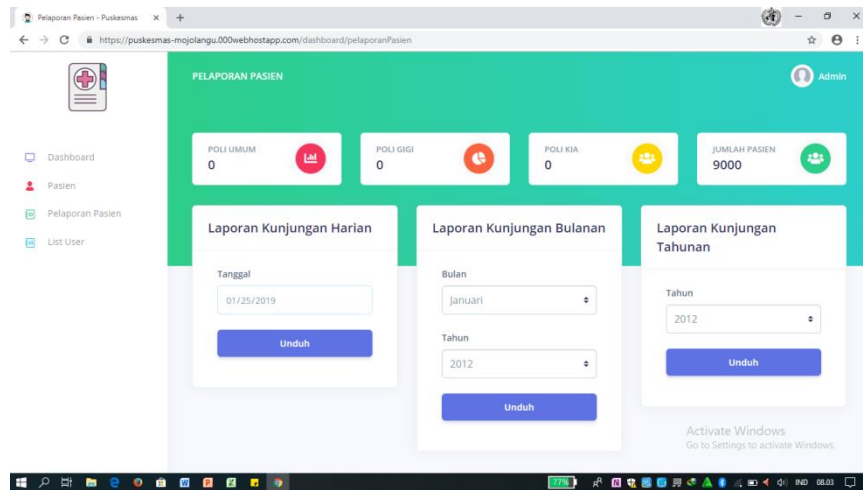 Pelaporan Pasien - Puskesmas
https://puskesmas-mojolangu.000webhostapp.com/dashboard/pelaporanPasien
PELAPORAN PASIEN
Admin
Dashboard
Pasien
Pelaporan Pasien
List User
POLI UMUM
0
POLI GIGI
0
POLI KIA
0
JUMLAH PASIEN
9000
Laporan Kunjungan Harian
Tanggal
01/25/2019
Unduh
Laporan Kunjungan Bulanan
Bulan
Januari
Tahun
2012
Unduh
Laporan Kunjungan
Tahunan
Tahun
2012
Unduh
Activate Windows
Go to Settings to activate Windows.
77%
IND
08.03